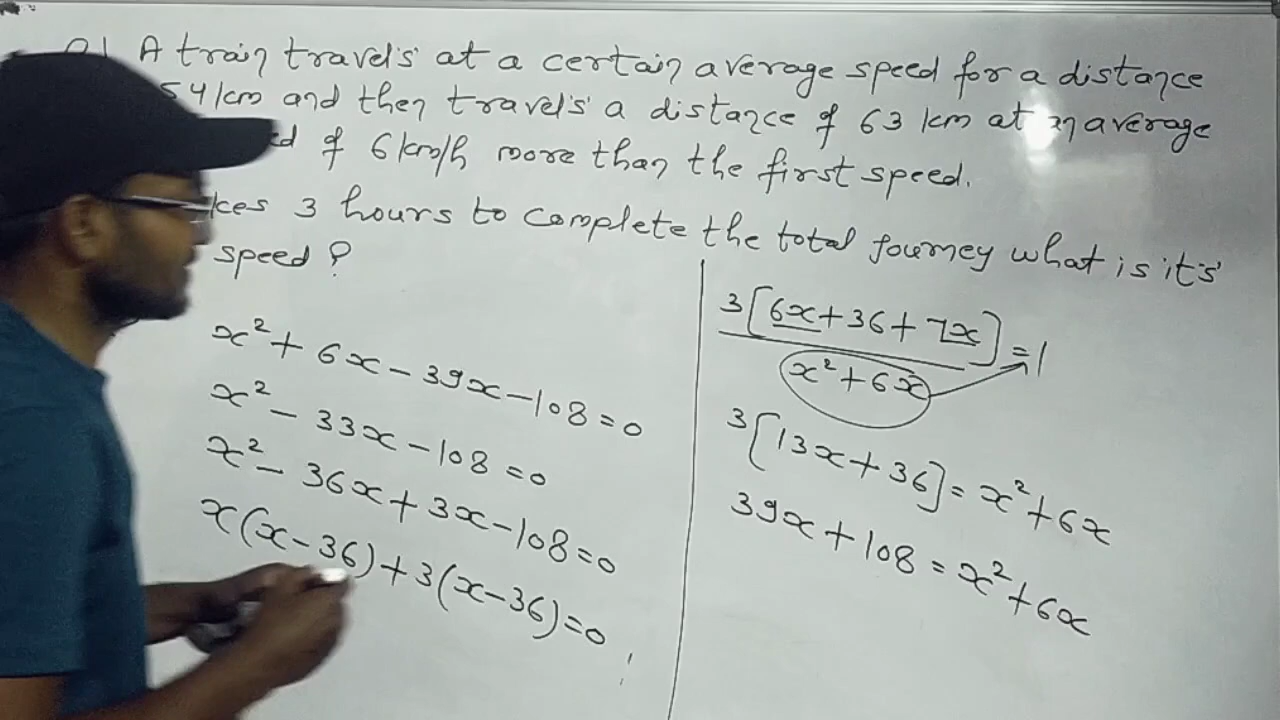 Q1 A train travels at a certain average speed for a distance
54 km and then travels a distance of 63 km at an average
of 6 km/h more than the first speed.
3 hours to complete the total journey what is it's
speed ?
x² + 6x - 39x - 108 = 0
x² - 33x - 108 = 0
x² - 36x + 3x - 108 = 0
x(x - 36) + 3(x - 36) = 0
3[6x + 36 + 7x] = 1
x² + 6x
3[13x + 36] = x² + 6x
39x + 108 = x² + 6x